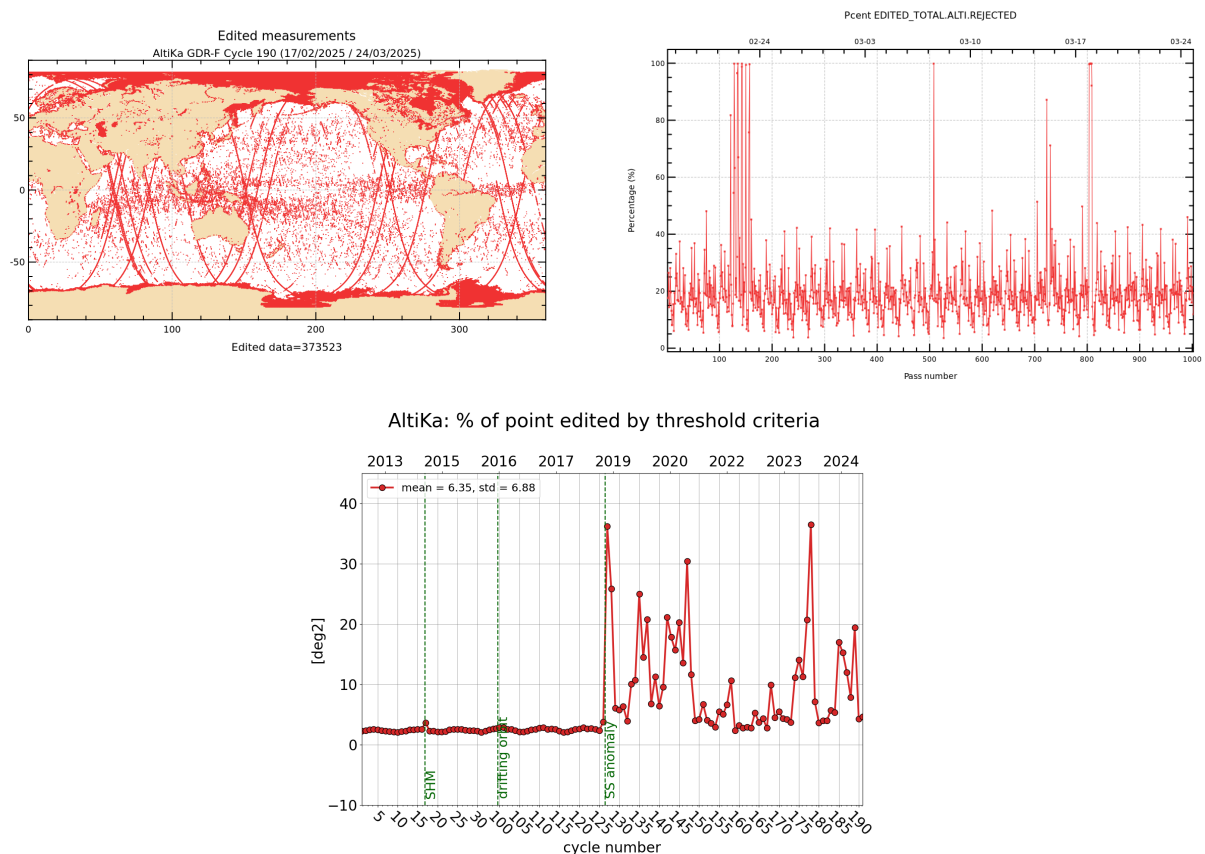 Edited measurements
AltiKa GDR-F Cycle 190 (17/02/2025 / 24/03/2025)
50
0
-50
0 100 200 300
Edited data=373523
Pcent EDITED_TOTAL.ALTI.REJECTED
02-24 03-03 03-10 03-17 03-24
100
80
60
40
20
0
Percentage (%)
100 200 300 400 500 600 700 800 900 1000
Pass number
AltiKa: % of point edited by threshold criteria
2013 2015 2016 2017 2019 2020 2022 2023 2024
mean = 6.35, std = 6.88
40
30
20
10
0
−10
[deg2]
SHM
drifting orbit
SS anomaly
5 10 15 20 25 30 100 105 110 115 120 125 130 135 140 145 150 155 160 165 170 175 180 185 190
cycle number